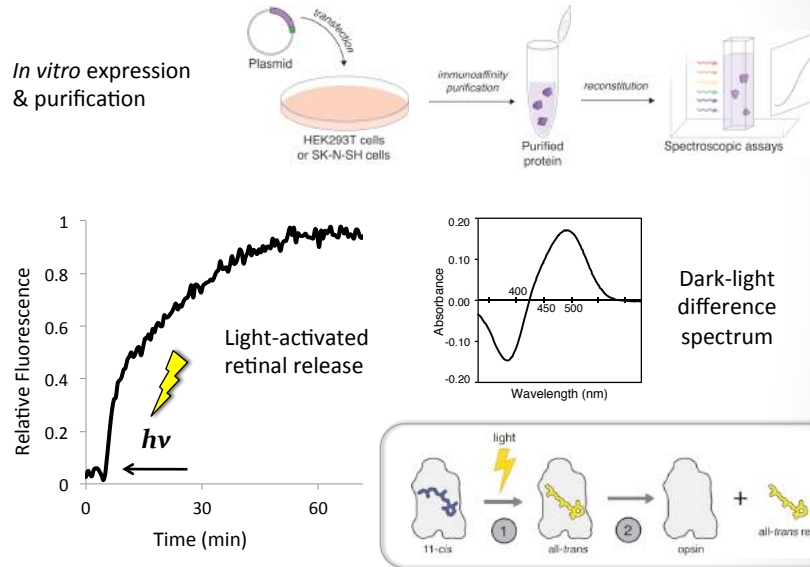 In vitro expression
& purification
Plasmid
transfection
HEK293T cells
or SK-N-SH cells
immunoaffinity
purification
Purified
protein
reconstitution
Spectroscopic assays
Relative Fluorescence
1
0.8
0.6
0.4
0.2
0
0
30
60
Time (min)
Light-activated
retinal release
hν
Absorbance
0.20
0.10
0.00
-0.10
-0.20
400
450
500
Wavelength (nm)
Dark-light
difference
spectrum
light
1
2
+
11-cis
all-trans
opsin
all-trans re